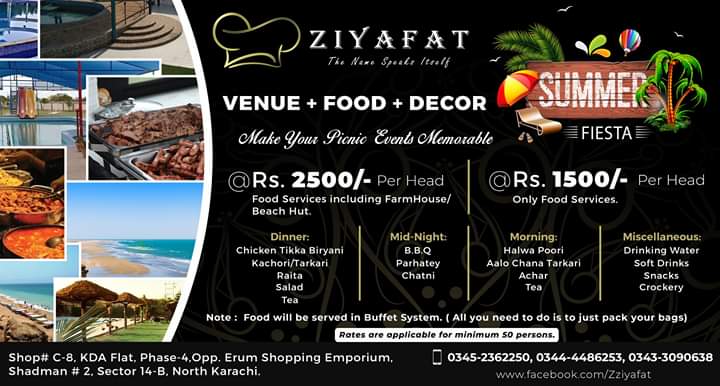 ZIYAFAT
The Name Speaks Itself
SUMMER
FIESTA
VENUE + FOOD + DECOR
Make Your Picnic Events Memorable
@Rs. 2500/- Per Head
Food Services including FarmHouse/
Beach Hut.
@Rs. 1500/- Per Head
Only Food Services.
Dinner:
Chicken Tikka Biryani
Kachori/Tarkari
Raita
Salad
Tea
Mid-Night:
B.B.Q
Parhatey
Chatni
Morning:
Halwa Poori
Aalo Chana Tarkari
Achar
Tea
Miscellaneous:
Drinking Water
Soft Drinks
Snacks
Crockery
Note : Food will be served in Buffet System. ( All you need to do is to just pack your bags)
Rates are applicable for minimum 50 persons.
Shop# C-8, KDA Flat, Phase-4,Opp. Erum Shopping Emporium,
Shadman # 2, Sector 14-B, North Karachi.
0345-2362250, 0344-4486253, 0343-3090638
www.facebook.com/Zziyafat